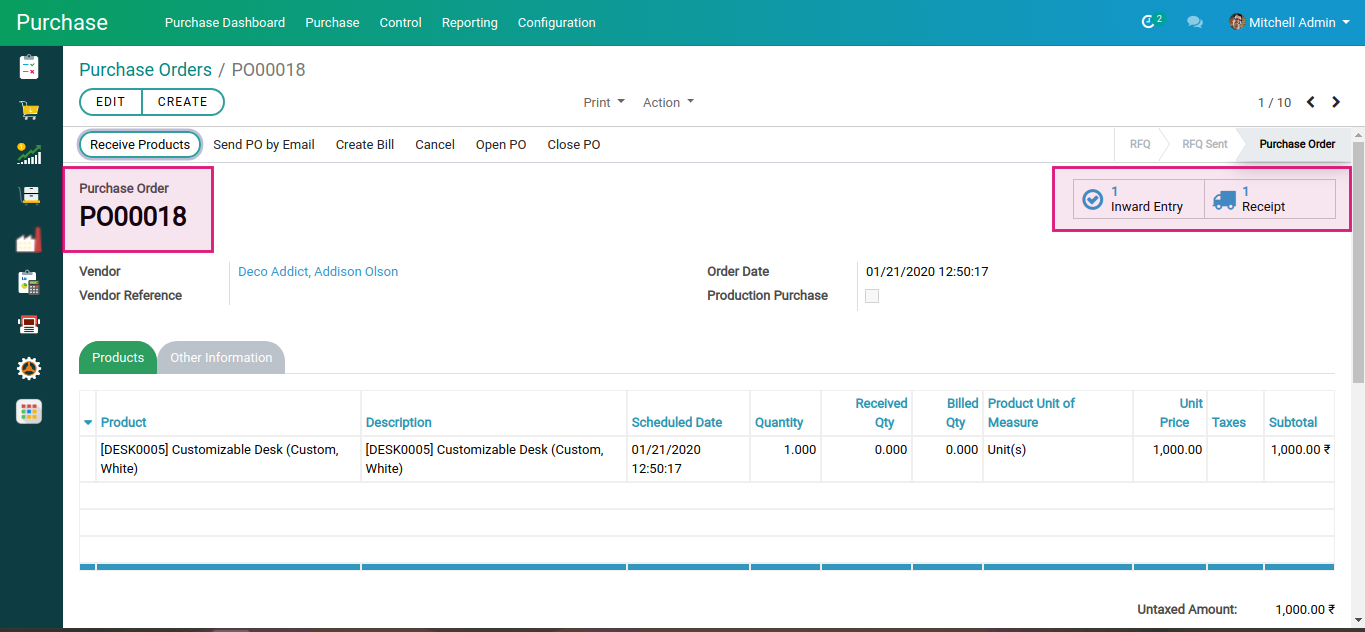 Purchase Purchase Dashboard Purchase Control Reporting Configuration 2 Mitchell Admin
Purchase Orders / PO00018
EDIT CREATE Print Action 1 / 10
Receive Products Send PO by Email Create Bill Cancel Open PO Close PO RFQ RFQ Sent Purchase Order
Purchase Order
PO00018
1
Inward Entry
1
Receipt
Vendor Deco Addict, Addison Olson Order Date 01/21/2020 12:50:17
Vendor Reference Production Purchase
Products Other Information
Product Description Scheduled Date Quantity Received Qty Billed Qty Product Unit of Measure Unit Price Taxes Subtotal
[DESK0005] Customizable Desk (Custom, [DESK0005] Customizable Desk (Custom, 01/21/2020 1.000 0.000 0.000 Unit(s) 1,000.00 1,000.00 ₹
White) White) 12:50:17
Untaxed Amount: 1,000.00 ₹